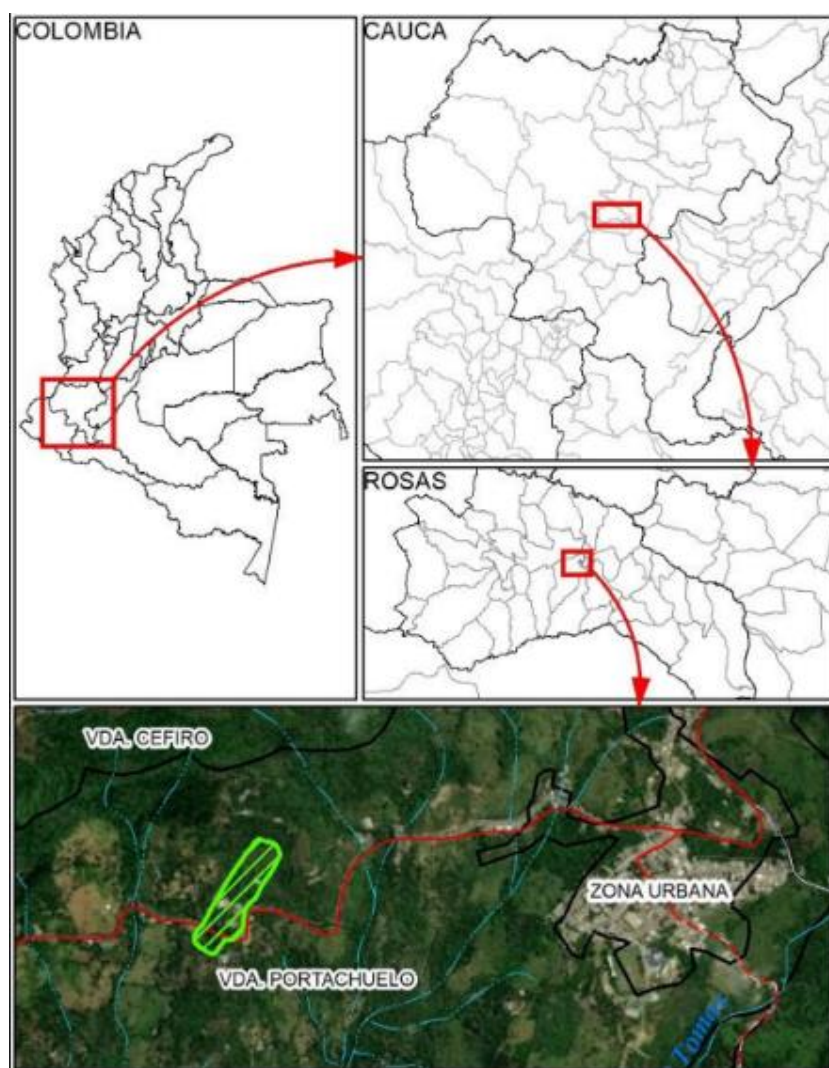 COLOMBIA
CAUCA
ROSAS
VDA. CEFIRO
ZONA URBANA
VDA. PORTACHUELO